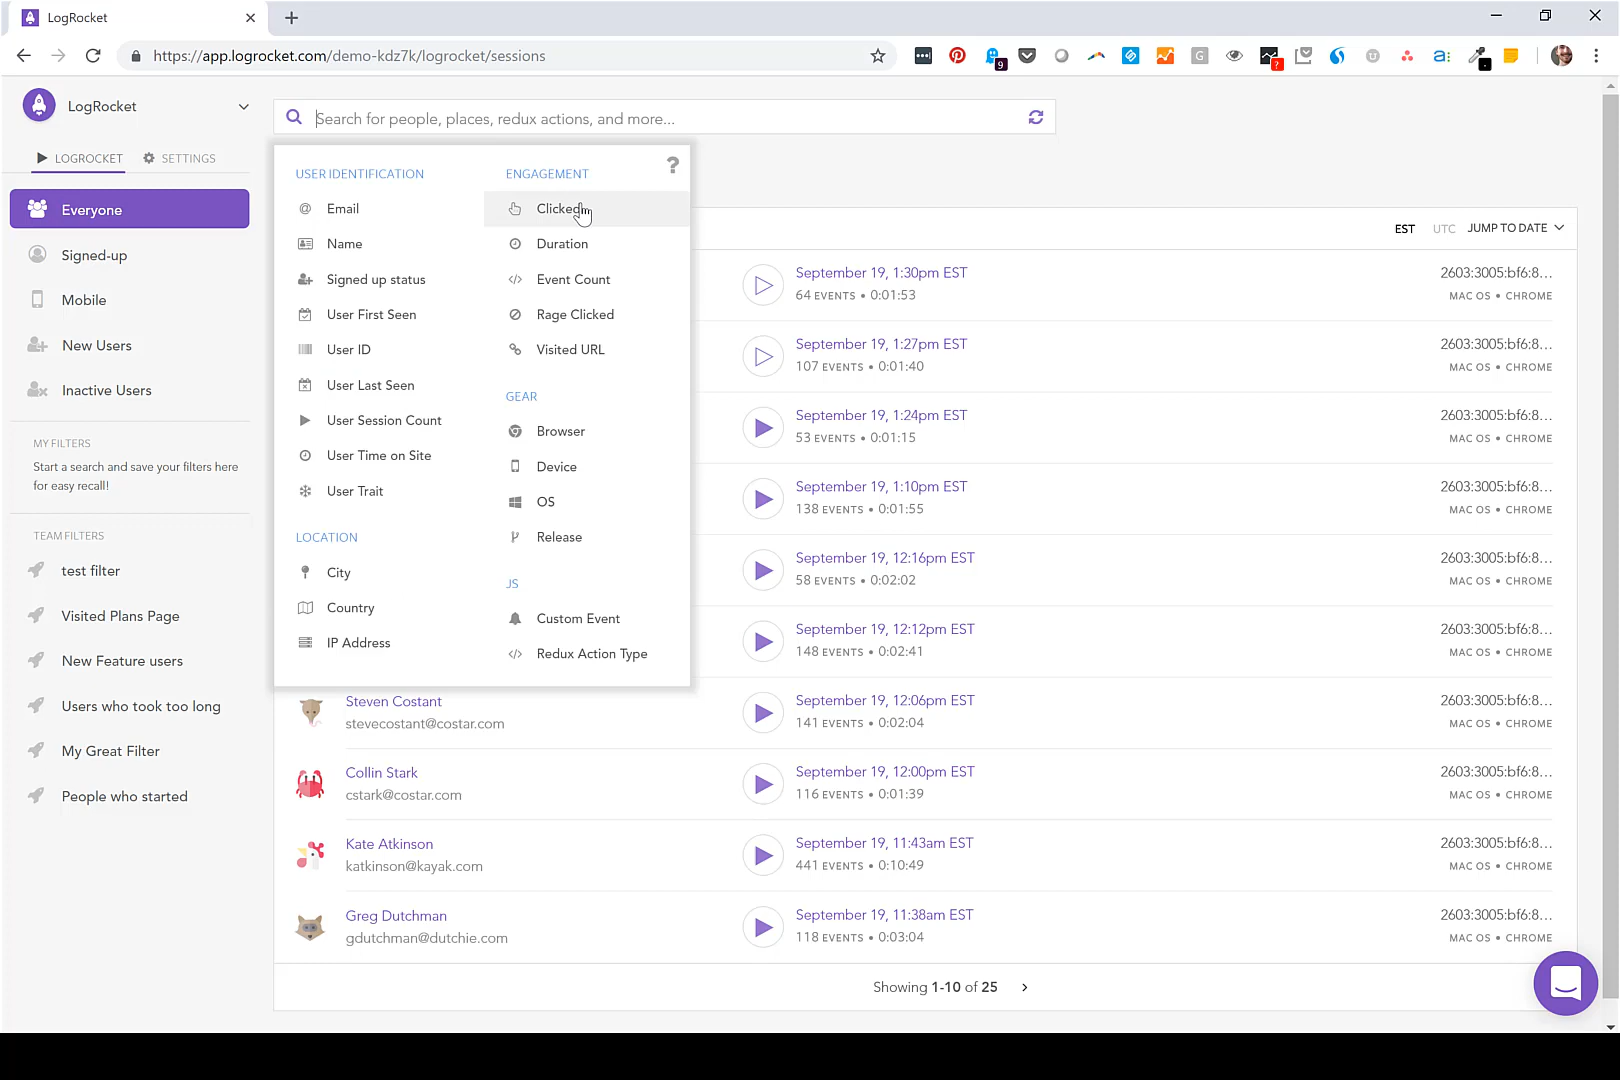 LogRocket
https://app.logrocket.com/demo-kdz7k/logrocket/sessions
9
?
G
a:
LogRocket
LOGROCKET
SETTINGS
Everyone
Signed-up
Mobile
New Users
Inactive Users
MY FILTERS
Start a search and save your filters here
for easy recall!
TEAM FILTERS
test filter
Visited Plans Page
New Feature users
Users who took too long
My Great Filter
People who started
Search for people, places, redux actions, and more...
?
USER IDENTIFICATION
@ Email
Name
Signed up status
User First Seen
User ID
User Last Seen
User Session Count
User Time on Site
User Trait
LOCATION
City
Country
IP Address
ENGAGEMENT
Clicked
Duration
</> Event Count
Rage Clicked
Visited URL
GEAR
Browser
Device
OS
Release
JS
Custom Event
</> Redux Action Type
EST UTC JUMP TO DATE
September 19, 1:30pm EST
64 EVENTS • 0:01:53
2603:3005:bf6:8...
MAC OS • CHROME
September 19, 1:27pm EST
107 EVENTS • 0:01:40
2603:3005:bf6:8...
MAC OS • CHROME
September 19, 1:24pm EST
53 EVENTS • 0:01:15
2603:3005:bf6:8...
MAC OS • CHROME
September 19, 1:10pm EST
138 EVENTS • 0:01:55
2603:3005:bf6:8...
MAC OS • CHROME
September 19, 12:16pm EST
58 EVENTS • 0:02:02
2603:3005:bf6:8...
MAC OS • CHROME
September 19, 12:12pm EST
148 EVENTS • 0:02:41
2603:3005:bf6:8...
MAC OS • CHROME
Steven Costant
stevecostant@costar.com
September 19, 12:06pm EST
141 EVENTS • 0:02:04
2603:3005:bf6:8...
MAC OS • CHROME
Collin Stark
cstark@costar.com
September 19, 12:00pm EST
116 EVENTS • 0:01:39
2603:3005:bf6:8...
MAC OS • CHROME
Kate Atkinson
katkinson@kayak.com
September 19, 11:43am EST
441 EVENTS • 0:10:49
2603:3005:bf6:8...
MAC OS • CHROME
Greg Dutchman
gdutchman@dutchie.com
September 19, 11:38am EST
118 EVENTS • 0:03:04
2603:3005:bf6:8...
MAC OS • CHROME
Showing 1-10 of 25